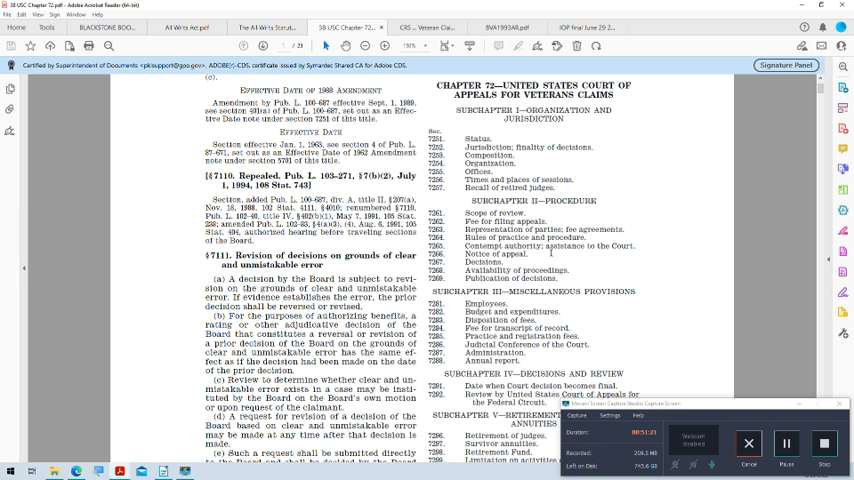 38 USC Chapter 72.pdf - Adobe Acrobat Reader (64-bit)
File Edit View Sign Window Help
Home Tools BLACKSTONE BOO... All Writs Act.pdf The All Writs Statut... 38 USC Chapter 72... × CRS ... Veteran Clai... BVA1993AR.pdf IOP final June 29 2...
1 / 23 150%
Certified by Superintendent of Documents <pkisupport@gpo.gov>, ADOBE(r)-CDS, certificate issued by Symantec Shared CA for Adobe CDS.
Signature Panel
(c).
EFFECTIVE DATE OF 1988 AMENDMENT
Amendment by Pub. L. 100-687 effective Sept. 1, 1989,
see section 401(a) of Pub. L. 100-687, set out as an Effec-
tive Date note under section 7251 of this title.
EFFECTIVE DATE
Section effective Jan. 1, 1963, see section 4 of Pub. L.
87-671, set out as an Effective Date of 1962 Amendment
note under section 5701 of this title.
[§ 7110. Repealed. Pub. L. 103-271, § 7(b)(2), July
1, 1994, 108 Stat. 743]
Section, added Pub. L. 100-687, div. A, title II, § 207(a),
Nov. 18, 1988, 102 Stat. 4111, § 4010; renumbered § 7110,
Pub. L. 102-40, title IV, § 402(b)(1), May 7, 1991, 105 Stat.
238; amended Pub. L. 102-83, § 4(a)(3), (4), Aug. 6, 1991, 105
Stat. 404, authorized hearing before traveling sections
of the Board.
§ 7111. Revision of decisions on grounds of clear
and unmistakable error
(a) A decision by the Board is subject to revi-
sion on the grounds of clear and unmistakable
error. If evidence establishes the error, the prior
decision shall be reversed or revised.
(b) For the purposes of authorizing benefits, a
rating or other adjudicative decision of the
Board that constitutes a reversal or revision of
a prior decision of the Board on the grounds of
clear and unmistakable error has the same ef-
fect as if the decision had been made on the date
of the prior decision.
(c) Review to determine whether clear and un-
mistakable error exists in a case may be insti-
tuted by the Board on the Board's own motion
or upon request of the claimant.
(d) A request for revision of a decision of the
Board based on clear and unmistakable error
may be made at any time after that decision is
made.
(e) Such a request shall be submitted directly
to the Board and shall be decided by the Board
CHAPTER 72—UNITED STATES COURT OF
APPEALS FOR VETERANS CLAIMS
SUBCHAPTER I—ORGANIZATION AND
JURISDICTION
Sec.
7251. Status.
7252. Jurisdiction; finality of decisions.
7253. Composition.
7254. Organization.
7255. Offices.
7256. Times and places of sessions.
7257. Recall of retired judges.
SUBCHAPTER II—PROCEDURE
7261. Scope of review.
7262. Fee for filing appeals.
7263. Representation of parties; fee agreements.
7264. Rules of practice and procedure.
7265. Contempt authority; assistance to the Court.
7266. Notice of appeal.
7267. Decisions.
7268. Availability of proceedings.
7269. Publication of decisions.
SUBCHAPTER III—MISCELLANEOUS PROVISIONS
7281. Employees.
7282. Budget and expenditures.
7283. Disposition of fees.
7284. Fee for transcript of record.
7285. Practice and registration fees.
7286. Judicial Conference of the Court.
7287. Administration.
7288. Annual report.
SUBCHAPTER IV—DECISIONS AND REVIEW
7291. Date when Court decision becomes final.
7292. Review by United States Court of Appeals for
the Federal Circuit.
SUBCHAPTER V—RETIREMENT
ANNUITIES
7296. Retirement of judges.
7297. Survivor annuities.
7298. Retirement Fund.
7299. Limitation on activities
Movavi Screen Capture Studio Capture Screen
Capture Settings Help
Duration: 00:51:21
Recorded: 209.5 MB
Left on Disk: 745.6 GB
Webcam
disabled
Cancel Pause Stop